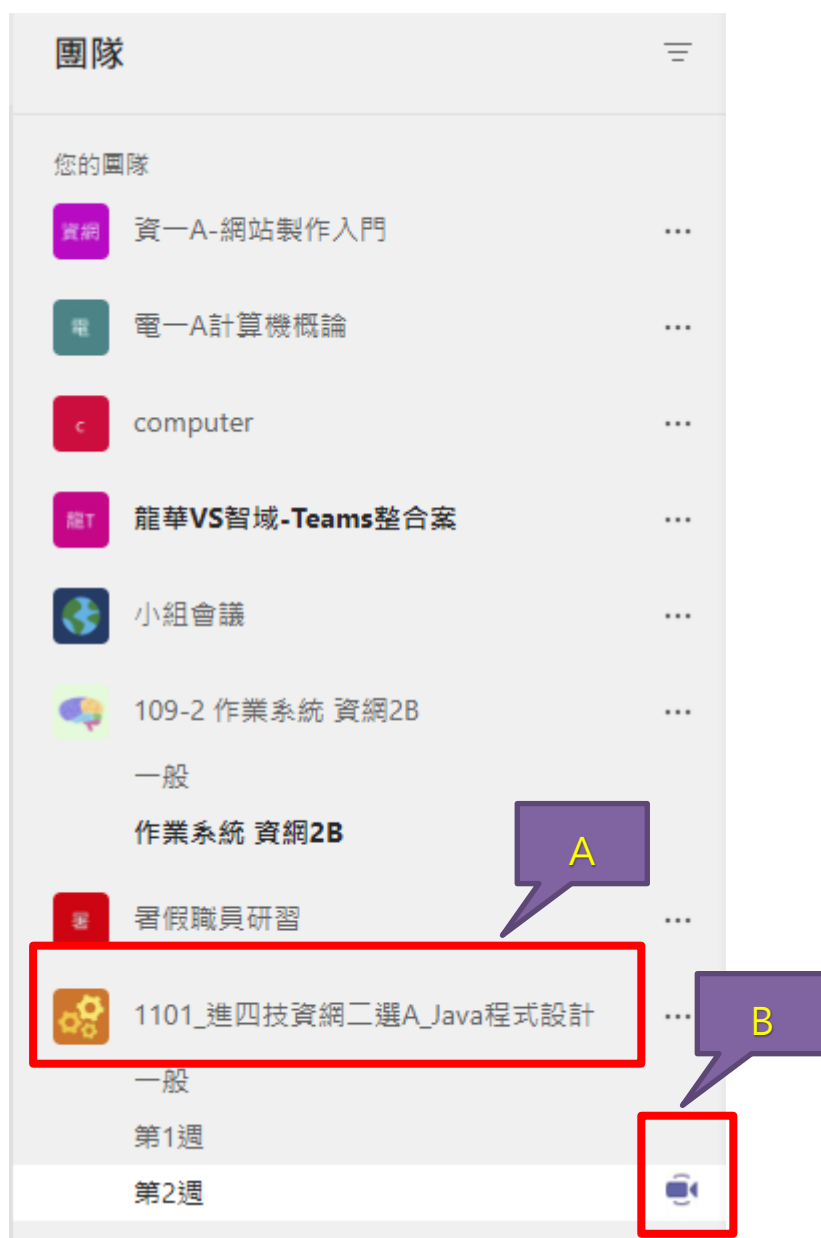 團隊
您的團隊
資網 資一A-網站製作入門 ...
電 電一A計算機概論 ...
c computer ...
龍T 龍華VS智域-Teams整合案 ...
小組會議 ...
109-2 作業系統 資網2B ...
一般
作業系統 資網2B
A
暑 暑假職員研習 ...
1101_進四技資網二選A_Java程式設計 ...
B
一般
第1週
第2週